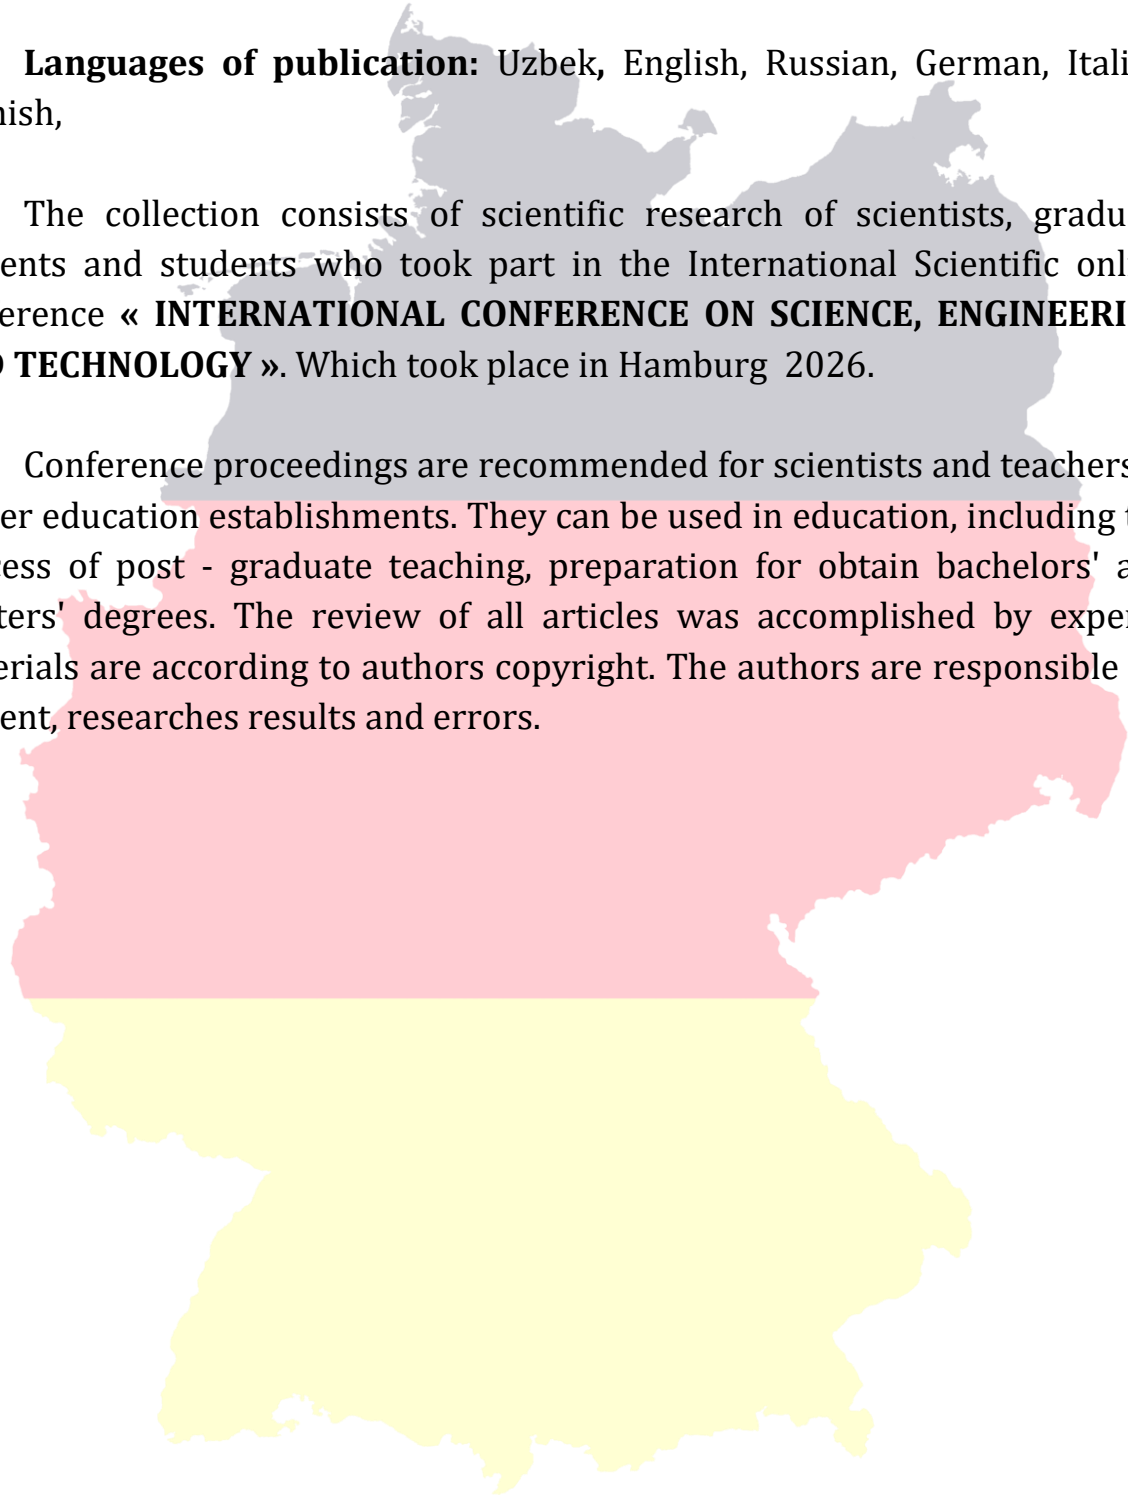 Languages of publication: Uzbek, English, Russian, German, Itali
nish,
The collection consists of scientific research of scientists, gradu
ents and students who took part in the International Scientific onl
erence « INTERNATIONAL CONFERENCE ON SCIENCE, ENGINEERI
D TECHNOLOGY ». Which took place in Hamburg 2026.
Conference proceedings are recommended for scientists and teachers
er education establishments. They can be used in education, including t
cess of post - graduate teaching, preparation for obtain bachelors' a
ters' degrees. The review of all articles was accomplished by exper
erials are according to authors copyright. The authors are responsible
ent, researches results and errors.